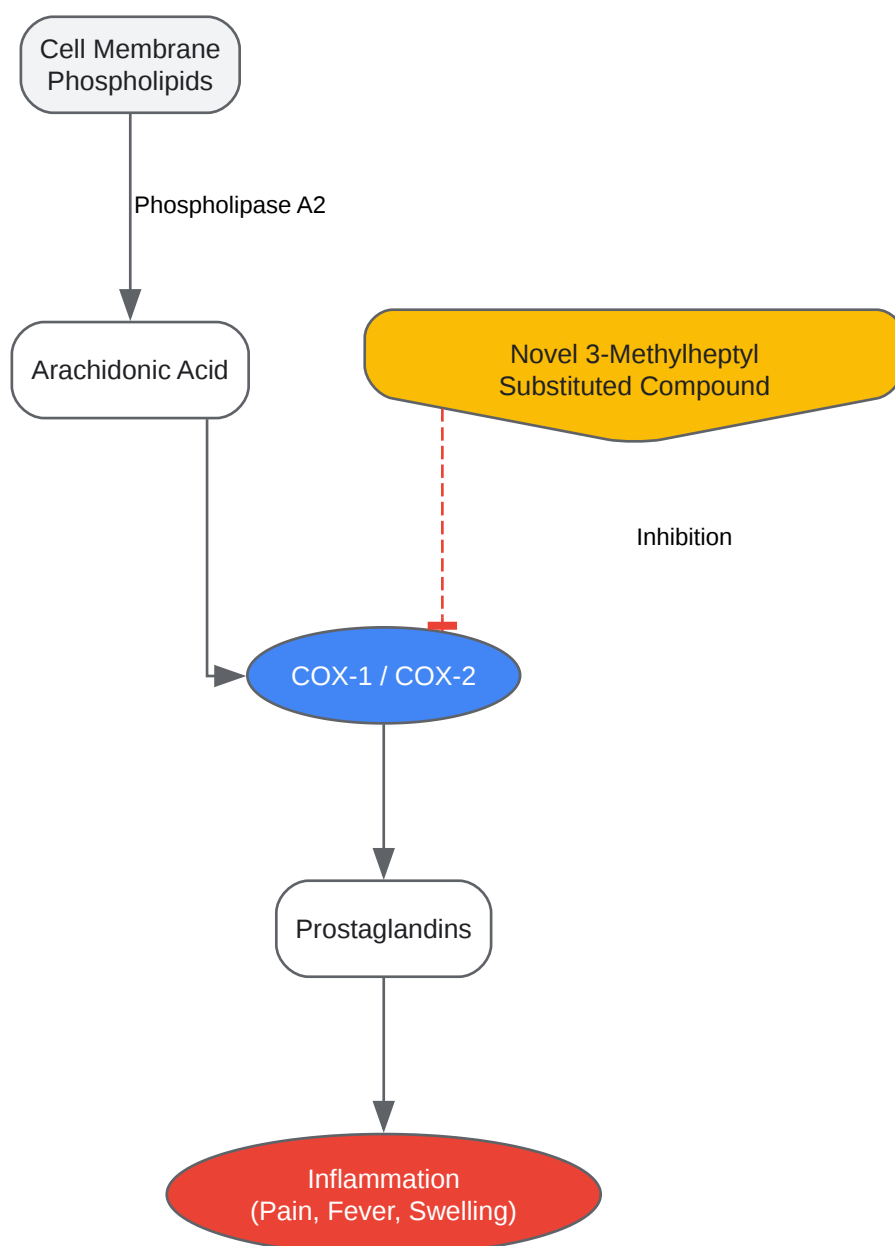 Cell Membrane
Phospholipids
Phospholipase A2
Arachidonic Acid
Novel 3-Methylheptyl
Substituted Compound
Inhibition
COX-1 / COX-2
Prostaglandins
Inflammation
(Pain, Fever, Swelling)